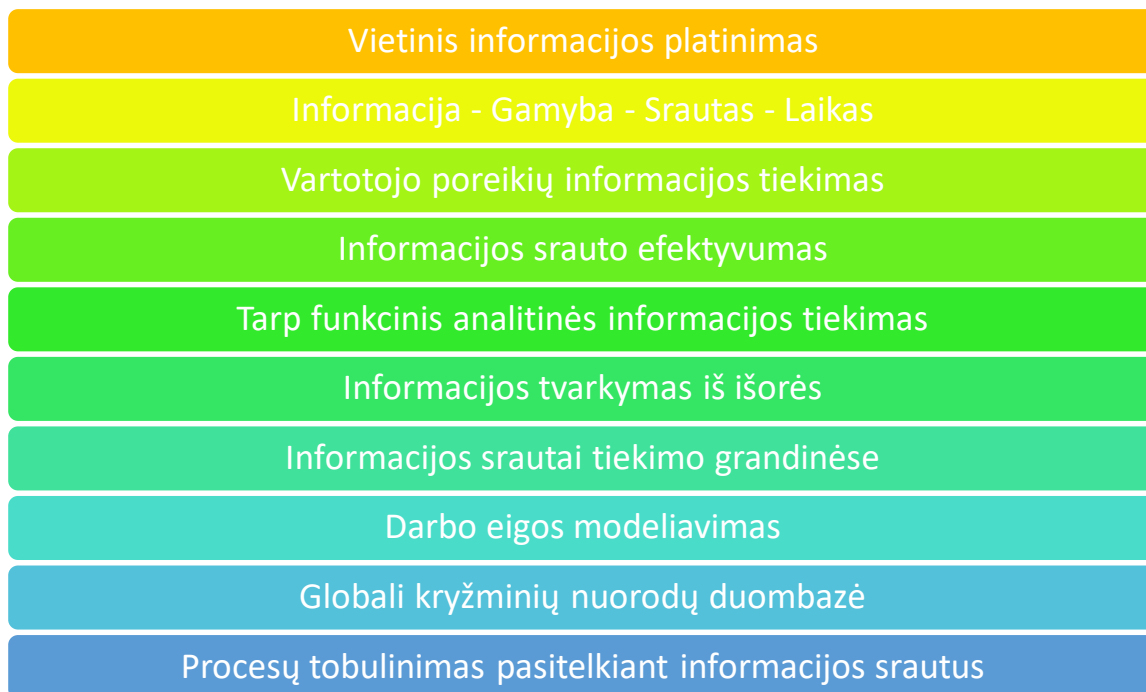 Vietinis informacijos platinimas
Informacija - Gamyba - Srautas - Laikas
Vartotojo poreikių informacijos tiekimas
Informacijos srauto efektyvumas
Tarp funkcinis analitinės informacijos tiekimas
Informacijos tvarkymas iš išorės
Informacijos srautai tiekimo grandinėse
Darbo eigos modeliavimas
Globali kryžminių nuorodų duombazė
Procesų tobulinimas pasitelkiant informacijos srautus